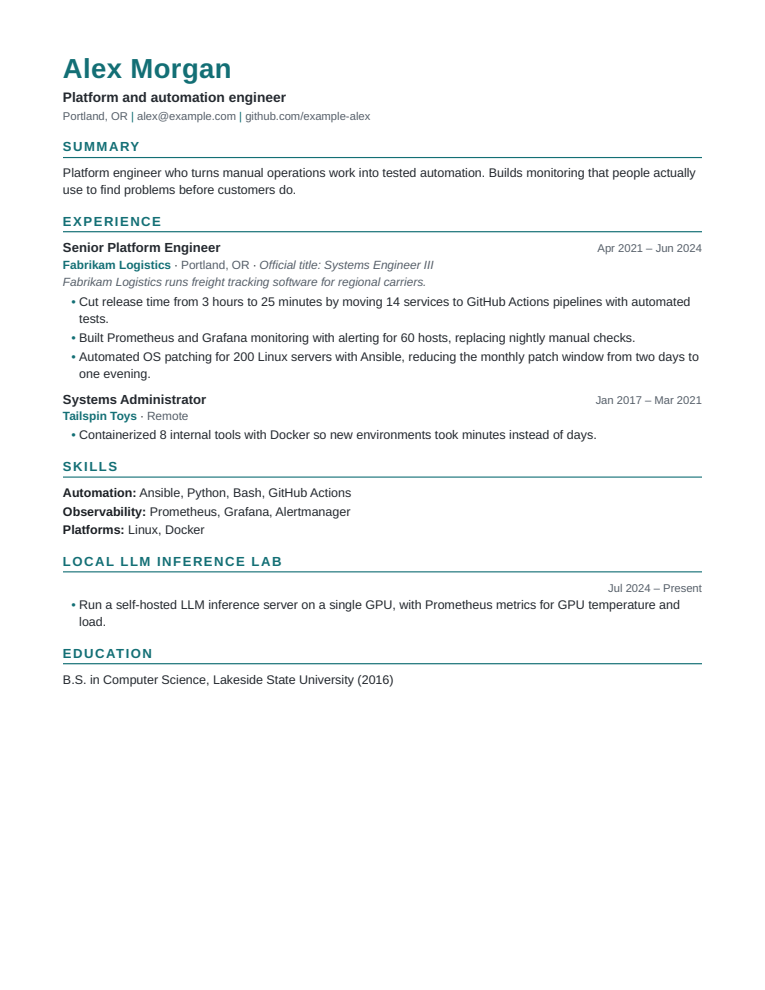 Alex Morgan
Platform and automation engineer
Portland, OR | alex@example.com | github.com/example-alex
SUMMARY
Platform engineer who turns manual operations work into tested automation. Builds monitoring that people actually
use to find problems before customers do.
EXPERIENCE
Senior Platform Engineer Apr 2021 – Jun 2024
Fabrikam Logistics · Portland, OR · Official title: Systems Engineer III
Fabrikam Logistics runs freight tracking software for regional carriers.
• Cut release time from 3 hours to 25 minutes by moving 14 services to GitHub Actions pipelines with automated
tests.
• Built Prometheus and Grafana monitoring with alerting for 60 hosts, replacing nightly manual checks.
• Automated OS patching for 200 Linux servers with Ansible, reducing the monthly patch window from two days to
one evening.
Systems Administrator Jan 2017 – Mar 2021
Tailspin Toys · Remote
• Containerized 8 internal tools with Docker so new environments took minutes instead of days.
SKILLS
Automation: Ansible, Python, Bash, GitHub Actions
Observability: Prometheus, Grafana, Alertmanager
Platforms: Linux, Docker
LOCAL LLM INFERENCE LAB
Jul 2024 – Present
• Run a self-hosted LLM inference server on a single GPU, with Prometheus metrics for GPU temperature and
load.
EDUCATION
B.S. in Computer Science, Lakeside State University (2016)